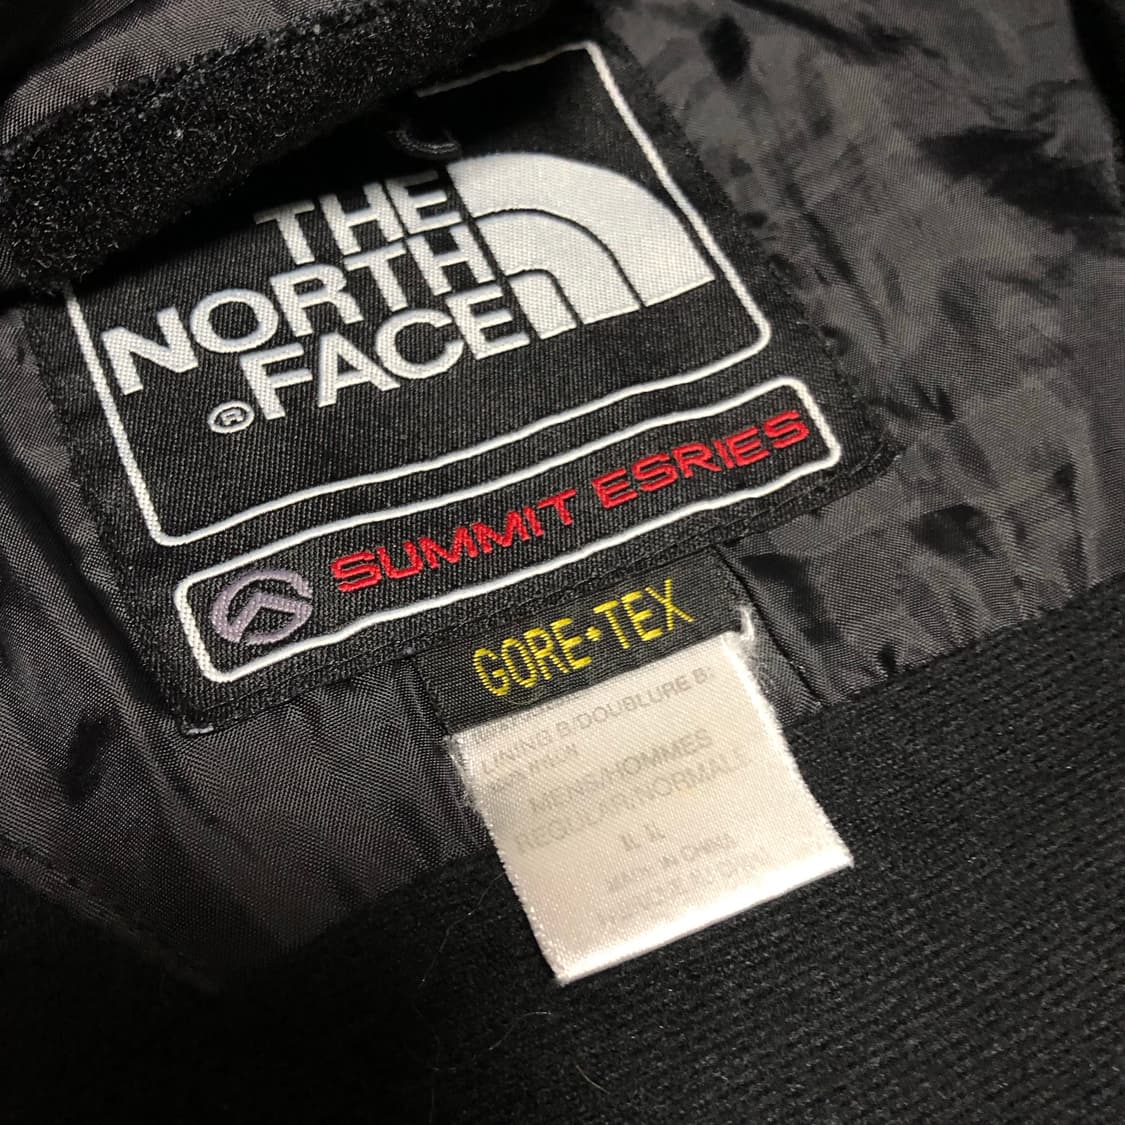 THE
NORTH
FACE
®
SUMMIT ESRIES
GORE-TEX
LINING B/DOUBLURE B:
MENS/HOMMES
REGULAR/NORMALE
MADE IN CHINA